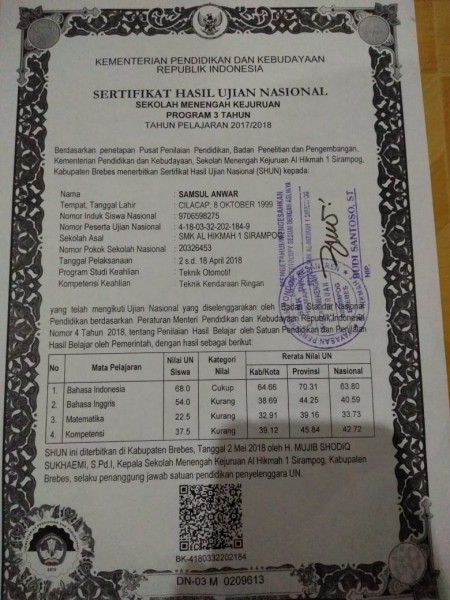 KEMENTERIAN PENDIDIKAN DAN KEBUDAYAAN
REPUBLIK INDONESIA
SERTIFIKAT HASIL UJIAN NASIONAL
SEKOLAH MENENGAH KEJURUAN
PROGRAM 3 TAHUN
TAHUN PELAJARAN 2017/2018
Berdasarkan penetapan Pusat Penilaian Pendidikan, Badan Penelitian dan Pengembangan,
Kementerian Pendidikan dan Kebudayaan, Sekolah Menengah Kejuruan Al Hikmah 1 Sirampog,
Kabupaten Brebes menerbitkan Sertifikat Hasil Ujian Nasional (SHUN) kepada:
Nama : SAMSUL ANWAR
Tempat, Tanggal Lahir : CILACAP, 8 OKTOBER 1999
Nomor Induk Siswa Nasional : 9706598275
Nomor Peserta Ujian Nasional : 4-18-03-32-202-184-9
Sekolah Asal : SMK AL HIKMAH 1 SIRAMPOG
Nomor Pokok Sekolah Nasional : 20326453
Tanggal Pelaksanaan : 2 s.d. 18 April 2018
Program Studi Keahlian : Teknik Otomotif
Kompetensi Keahlian : Teknik Kendaraan Ringan
BUDI SANTOSO, ST
NIP.
yang telah mengikuti Ujian Nasional yang diselenggarakan oleh Badan Standar Nasional
Pendidikan berdasarkan Peraturan Menteri Pendidikan dan Kebudayaan Republik Indonesia
Nomor 4 Tahun 2018, tentang Penilaian Hasil Belajar oleh Satuan Pendidikan dan Penilaian
Hasil Belajar oleh Pemerintah, dengan hasil sebagai berikut:
No Mata Pelajaran Nilai UN Siswa Kategori Nilai Rerata Nilai UN
Kab/Kota Provinsi Nasional
1. Bahasa Indonesia 68.0 Cukup 64.66 70.31 63.80
2. Bahasa Inggris 54.0 Kurang 38.69 44.25 40.59
3. Matematika 22.5 Kurang 32.91 39.16 33.73
4. Kompetensi 37.5 Kurang 39.12 45.84 42.72
SHUN ini diterbitkan di Kabupaten Brebes, Tanggal 2 Mei 2018 oleh H. MUJIB SHODIQ
SUKHAEMI, S.Pd.I, Kepala Sekolah Menengah Kejuruan Al Hikmah 1 Sirampog, Kabupaten
Brebes, selaku penanggung jawab satuan pendidikan penyelenggara UN.
BK-4180332202184
DN-03 M 0209613